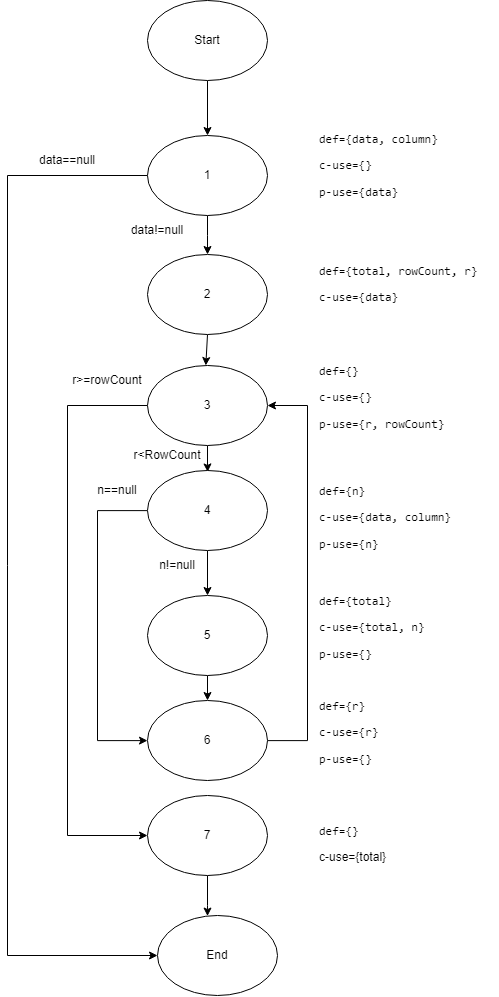 Start
def={data, column}
data==null
c-use={}
1
p-use={data}
data!=null
def={total, rowCount, r}
2
c-use={data}
def={}
r>=rowCount
c-use={}
3
p-use={r, rowCount}
r<RowCount
n==null
def={n}
4
c-use={data, column}
p-use={n}
n!=null
def={total}
5
c-use={total, n}
p-use={}
def={r}
c-use={r}
6
p-use={}
7
def={}
c-use={total}
End